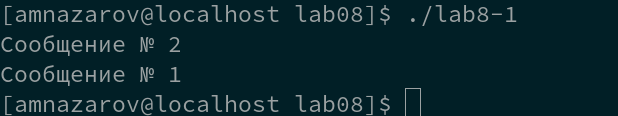 [amnazarov@localhost lab08]$ ./lab8-1
Сообщение № 2
Сообщение № 1
[amnazarov@localhost lab08]$